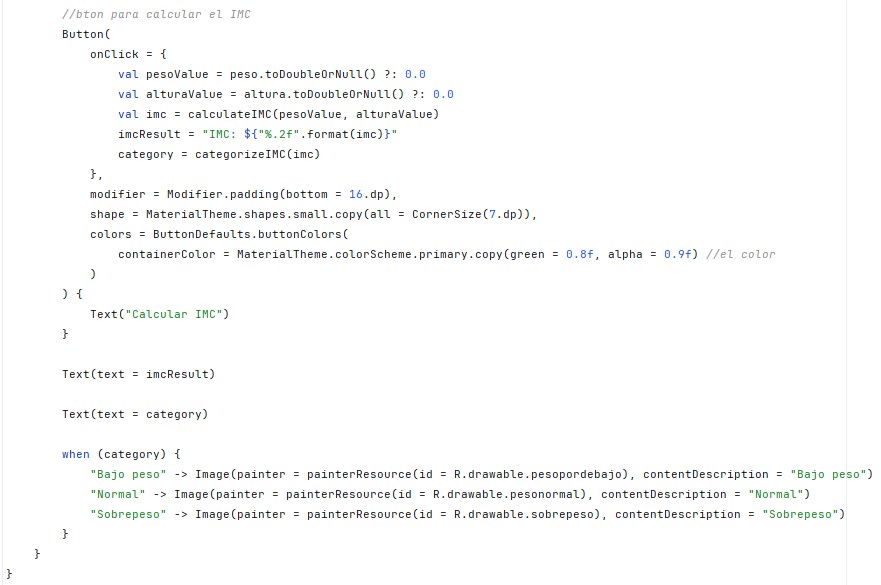 //bton para calcular el IMC
Button(
onClick = {
val pesoValue = peso.toDoubleOrNull() ?: 0.0
val alturaValue = altura.toDoubleOrNull() ?: 0.0
val imc = calculateIMC(pesoValue, alturaValue)
imcResult = "IMC: ${"%.2f".format(imc)}"
category = categorizeIMC(imc)
},
modifier = Modifier.padding(bottom = 16.dp),
shape = MaterialTheme.shapes.small.copy(all = CornerSize(7.dp)),
colors = ButtonDefaults.buttonColors(
containerColor = MaterialTheme.colorScheme.primary.copy(green = 0.8f, alpha = 0.9f) //el color
)
) {
Text("Calcular IMC")
}
Text(text = imcResult)
Text(text = category)
when (category) {
"Bajo peso" -> Image(painter = painterResource(id = R.drawable.pesopordebajo), contentDescription = "Bajo peso")
"Normal" -> Image(painter = painterResource(id = R.drawable.pesonormal), contentDescription = "Normal")
"Sobrepeso" -> Image(painter = painterResource(id = R.drawable.sobrepeso), contentDescription = "Sobrepeso")
}
}
}